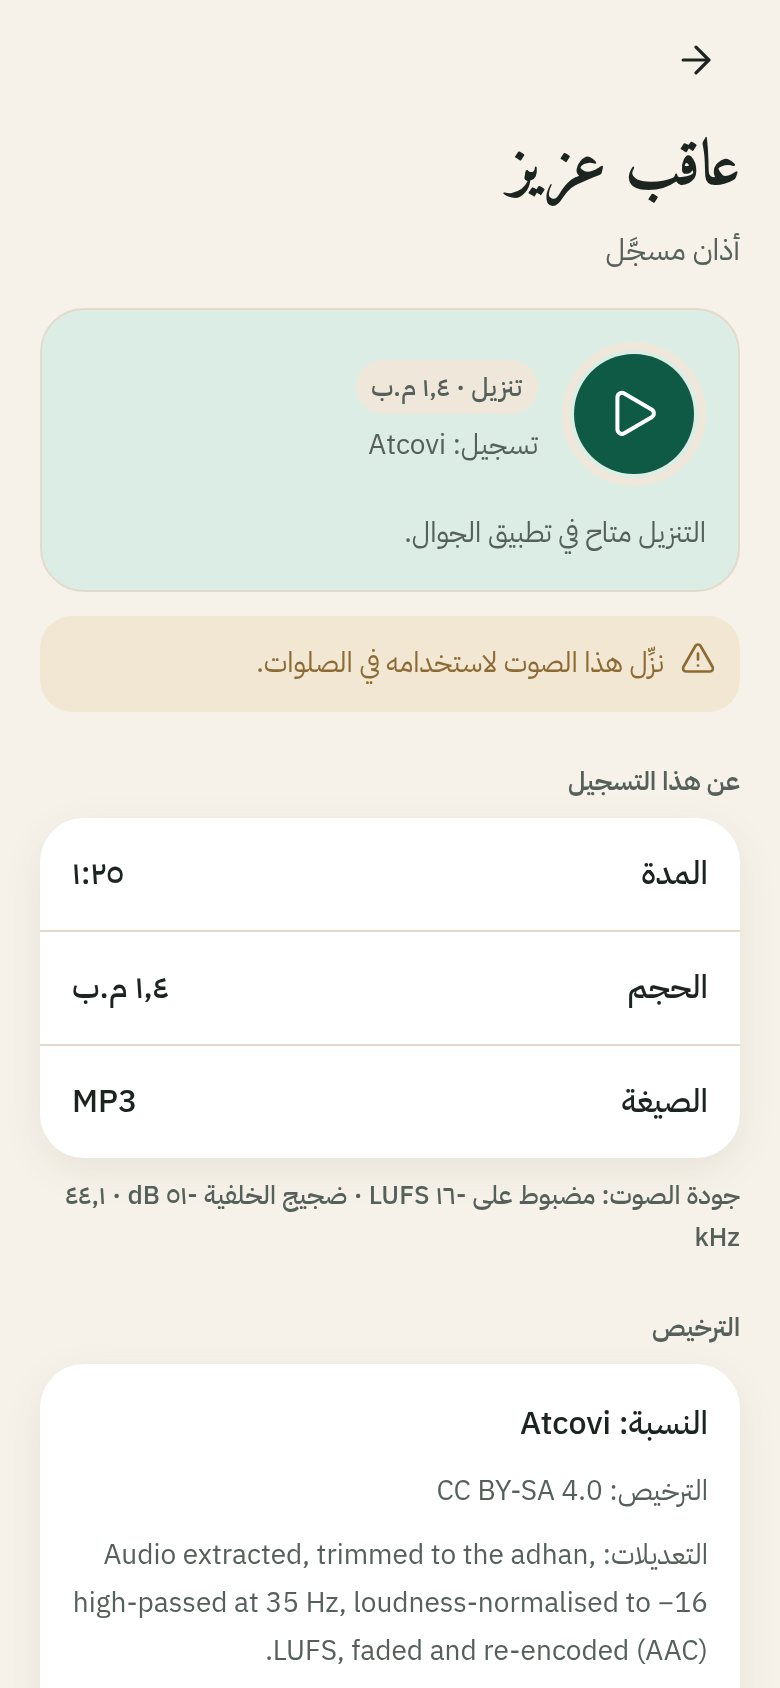 عاقب عزيز
أذان مسجَّل
تنزيل · ١,٤ م.ب
تسجيل: Atcovi
التنزيل متاح في تطبيق الجوال.
نزِّل هذا الصوت لاستخدامه في الصلوات.
عن هذا التسجيل
المدة
١:٢٥
الحجم
١,٤ م.ب
الصيغة
MP3
جودة الصوت: مضبوط على -١٦ LUFS · ضجيج الخلفية -٥١ dB · ٤٤,١
kHz
الترخيص
النسبة: Atcovi
الترخيص: CC BY-SA 4.0
التعديلات: Audio extracted, trimmed to the adhan,
high-passed at 35 Hz, loudness-normalised to −16
LUFS, faded and re-encoded (AAC).